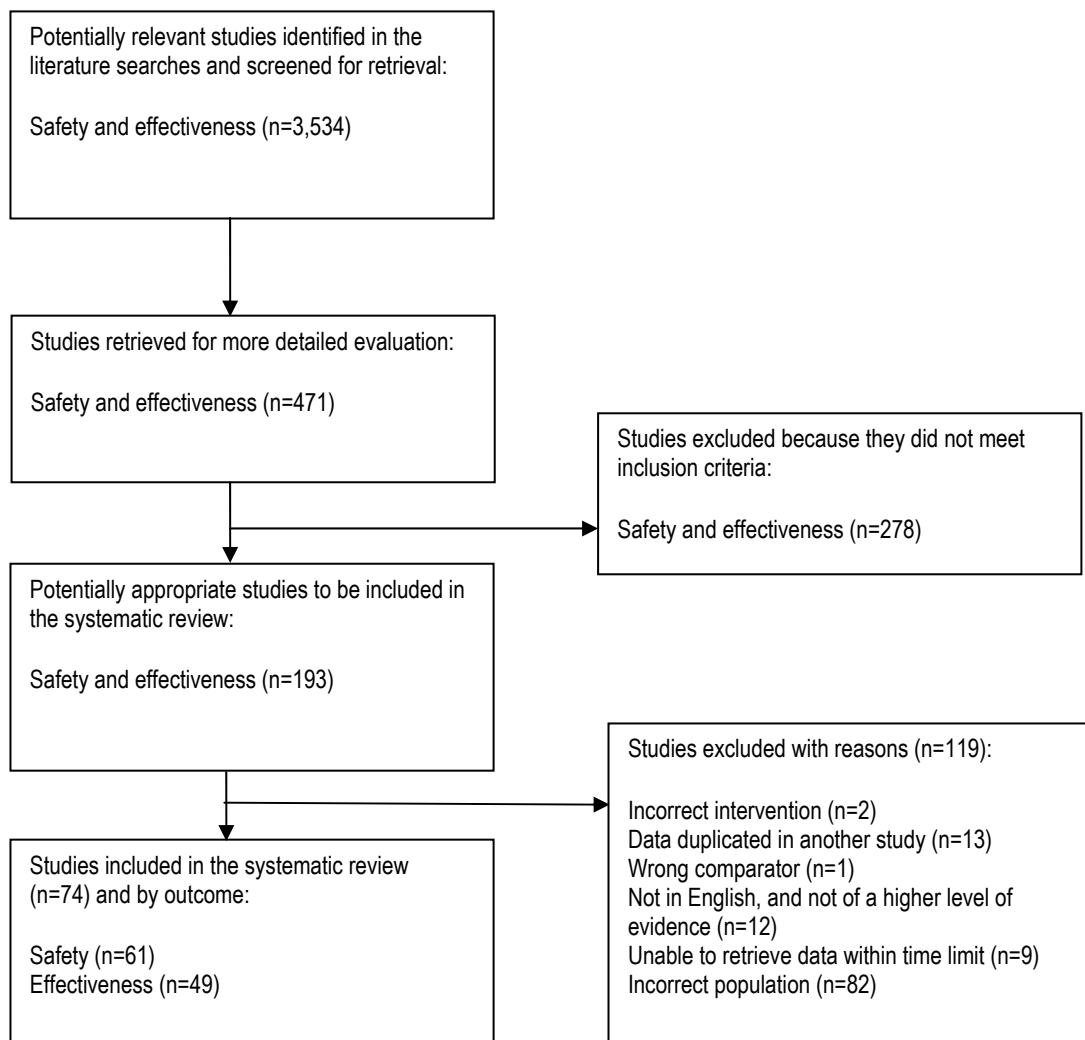 Potentially relevant studies identified in the
literature searches and screened for retrieval:
Safety and effectiveness (n=3,534)
Studies retrieved for more detailed evaluation:
Safety and effectiveness (n=471)
Studies excluded because they did not meet
inclusion criteria:
Safety and effectiveness (n=278)
Potentially appropriate studies to be included in
the systematic review:
Safety and effectiveness (n=193)
Studies excluded with reasons (n=119):
Incorrect intervention (n=2)
Data duplicated in another study (n=13)
Wrong comparator (n=1)
Not in English, and not of a higher level of
evidence (n=12)
Unable to retrieve data within time limit (n=9)
Incorrect population (n=82)
Studies included in the systematic review
(n=74) and by outcome:
Safety (n=61)
Effectiveness (n=49)